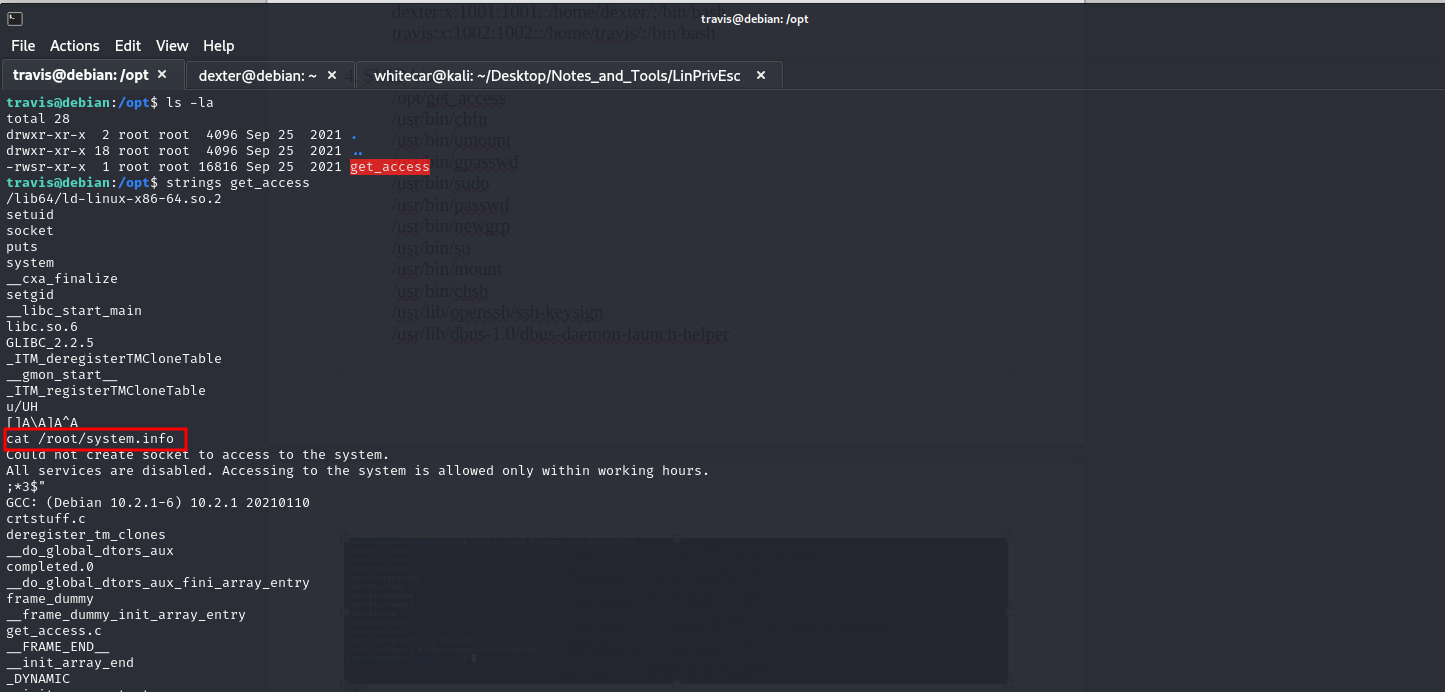 travis@debian: /opt
File Actions Edit View Help
travis@debian: /opt × dexter@debian: ~ × whitecar@kali: ~/Desktop/Notes_and_Tools/LinPrivEsc ×
travis@debian:/opt$ ls -la
total 28
drwxr-xr-x  2 root root  4096 Sep 25  2021 .
drwxr-xr-x 18 root root  4096 Sep 25  2021 ..
-rwsr-xr-x  1 root root 16816 Sep 25  2021 get_access
travis@debian:/opt$ strings get_access
/lib64/ld-linux-x86-64.so.2
setuid
socket
puts
system
__cxa_finalize
setgid
__libc_start_main
libc.so.6
GLIBC_2.2.5
_ITM_deregisterTMCloneTable
__gmon_start__
_ITM_registerTMCloneTable
u/UH
[]A\A]A^A
cat /root/system.info
Could not create socket to access to the system.
All services are disabled. Accessing to the system is allowed only within working hours.
;*3$"
GCC: (Debian 10.2.1-6) 10.2.1 20210110
crtstuff.c
deregister_tm_clones
__do_global_dtors_aux
completed.0
__do_global_dtors_aux_fini_array_entry
frame_dummy
__frame_dummy_init_array_entry
get_access.c
__FRAME_END__
__init_array_end
_DYNAMIC
dexter:x:1001:1001::/home/dexter/:/bin/bash
travis:x:1002:1002::/home/travis/:/bin/bash
/opt/get_access
/usr/bin/chfn
/usr/bin/umount
/usr/bin/gpasswd
/usr/bin/sudo
/usr/bin/passwd
/usr/bin/newgrp
/usr/bin/su
/usr/bin/mount
/usr/bin/chsh
/usr/lib/openssh/ssh-keysign
/usr/lib/dbus-1.0/dbus-daemon-launch-helper